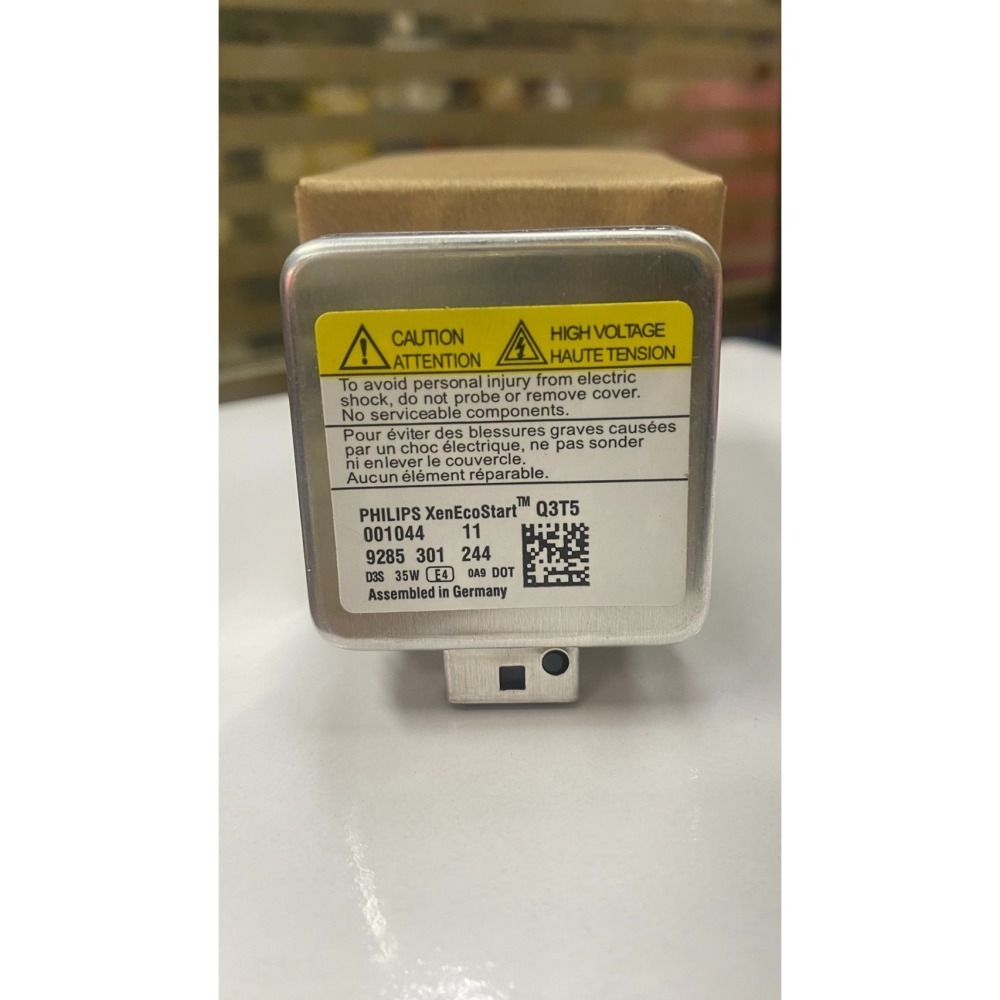 CAUTION HIGH VOLTAGE
ATTENTION HAUTE TENSION
To avoid personal injury from electric
shock, do not probe or remove cover.
No serviceable components.
Pour éviter des blessures graves causées
par un choc électrique, ne pas sonder
ni enlever le couvercle.
Aucun élément réparable.
PHILIPS XenEcoStart™ Q3T5
001044 11
9285 301 244
D3S 35W E4 0A9 DOT
Assembled in Germany